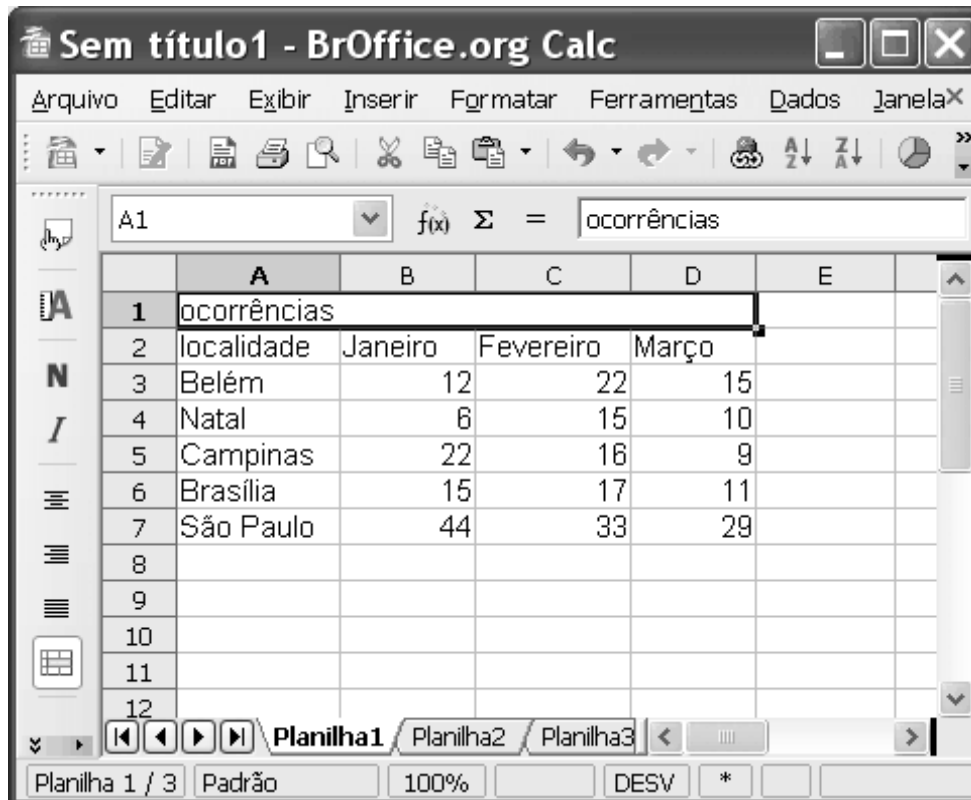 Sem título1 - BrOffice.org Calc
Arquivo Editar Exibir Inserir Formatar Ferramentas Dados Janela
A1 f(x) Σ = ocorrências
A B C D E
1 ocorrências
2 localidade Janeiro Fevereiro Março
3 Belém 12 22 15
4 Natal 6 15 10
5 Campinas 22 16 9
6 Brasília 15 17 11
7 São Paulo 44 33 29
8
9
10
11
12
Planilha1 Planilha2 Planilha3
Planilha 1 / 3 Padrão 100% DESV *